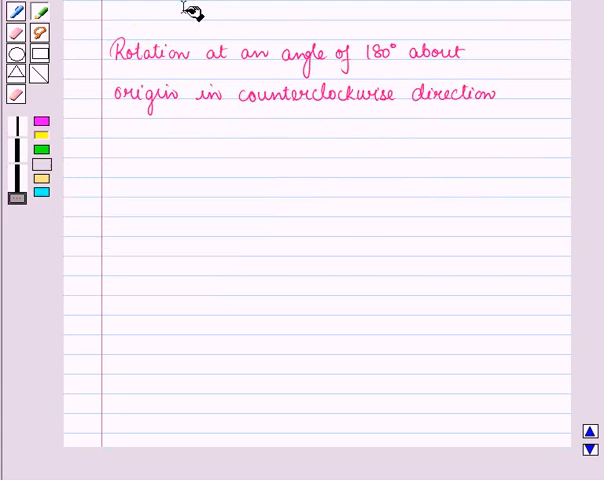 Rotation at an angle of 180° about
origin in counterclockwise direction